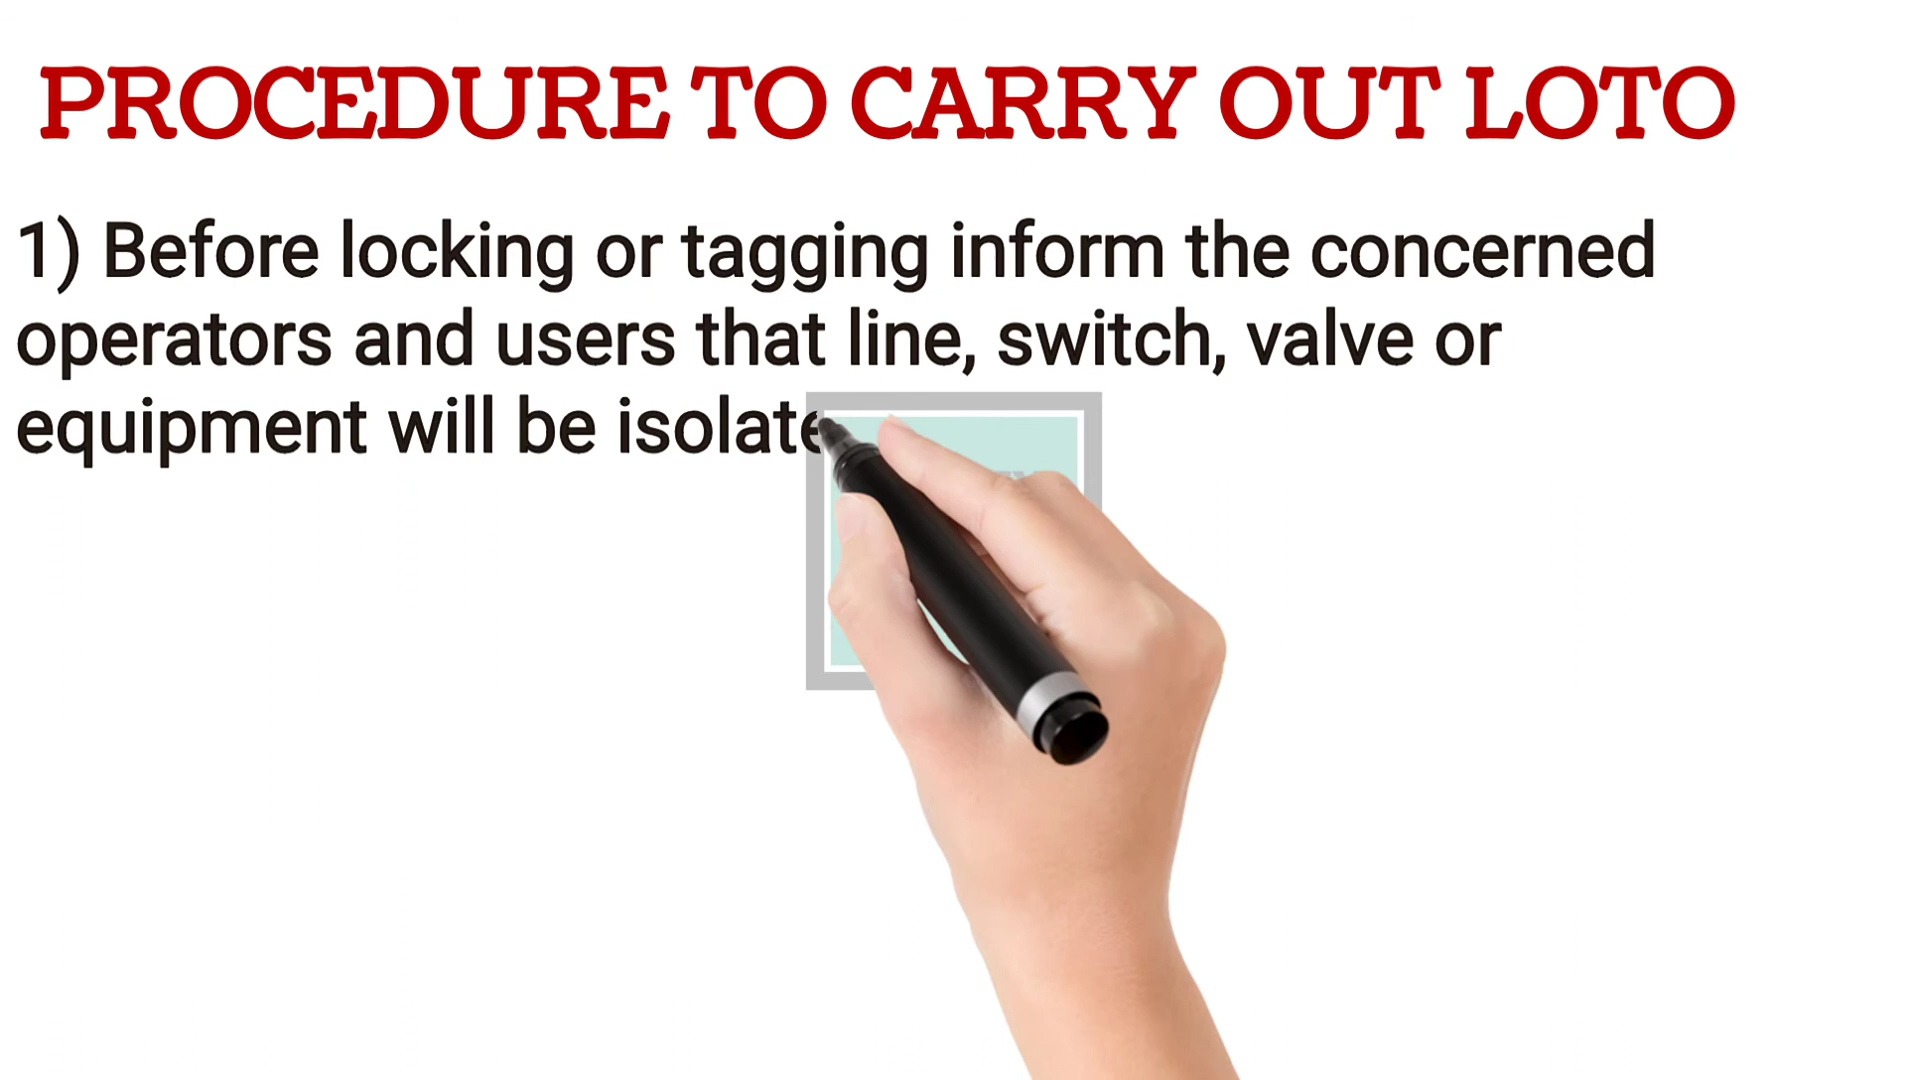 PROCEDURE TO CARRY OUT LOTO
1) Before locking or tagging inform the concerned
operators and users that line, switch, valve or
equipment will be isolate